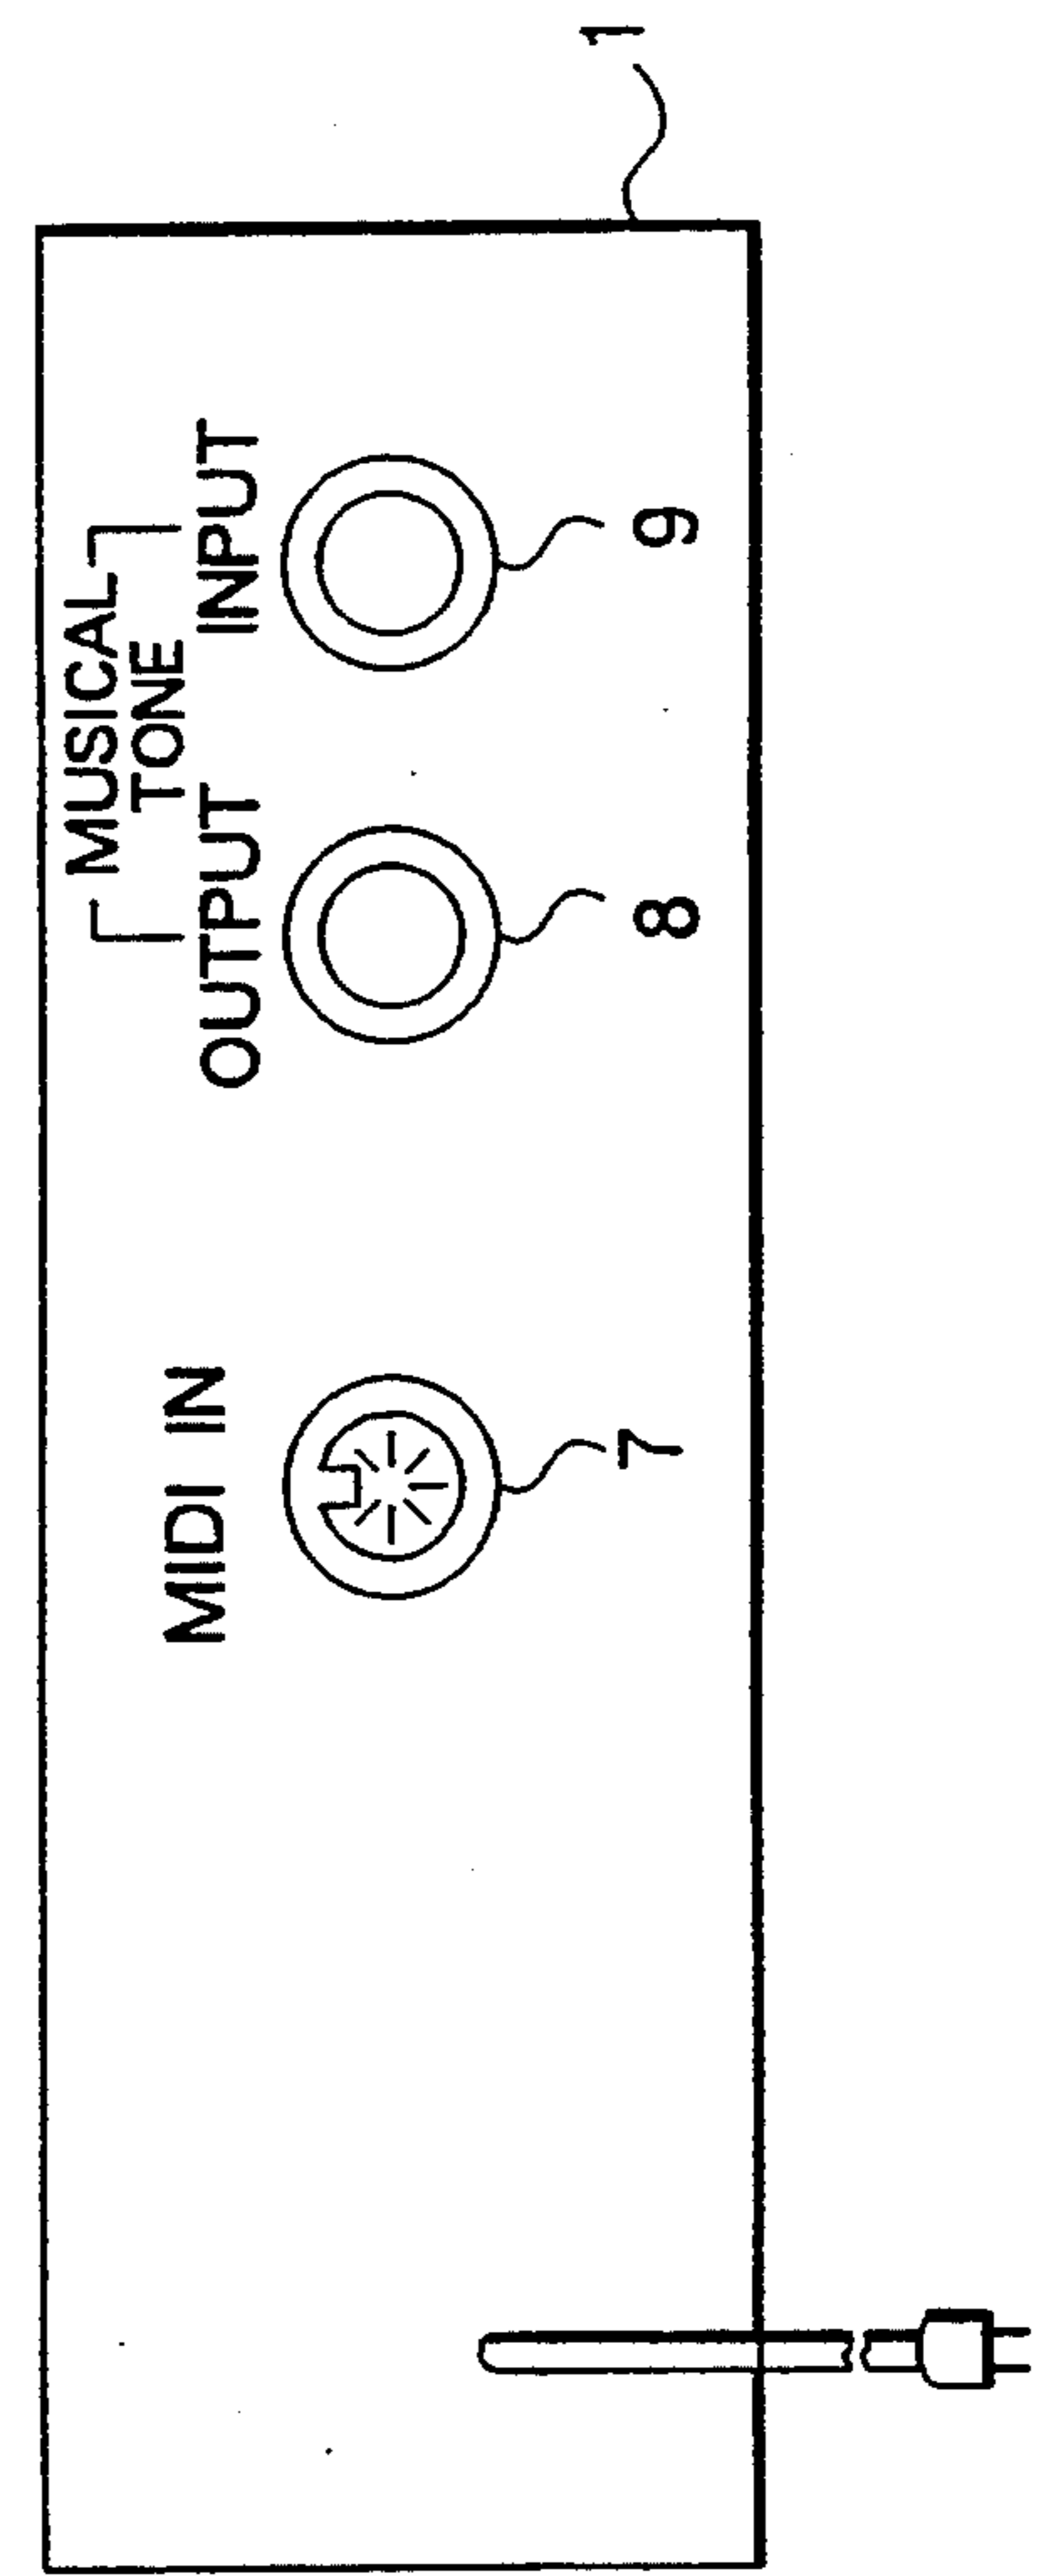 MUSICAL
TONE
MIDI IN
OUTPUT
INPUT
7
8
9
1